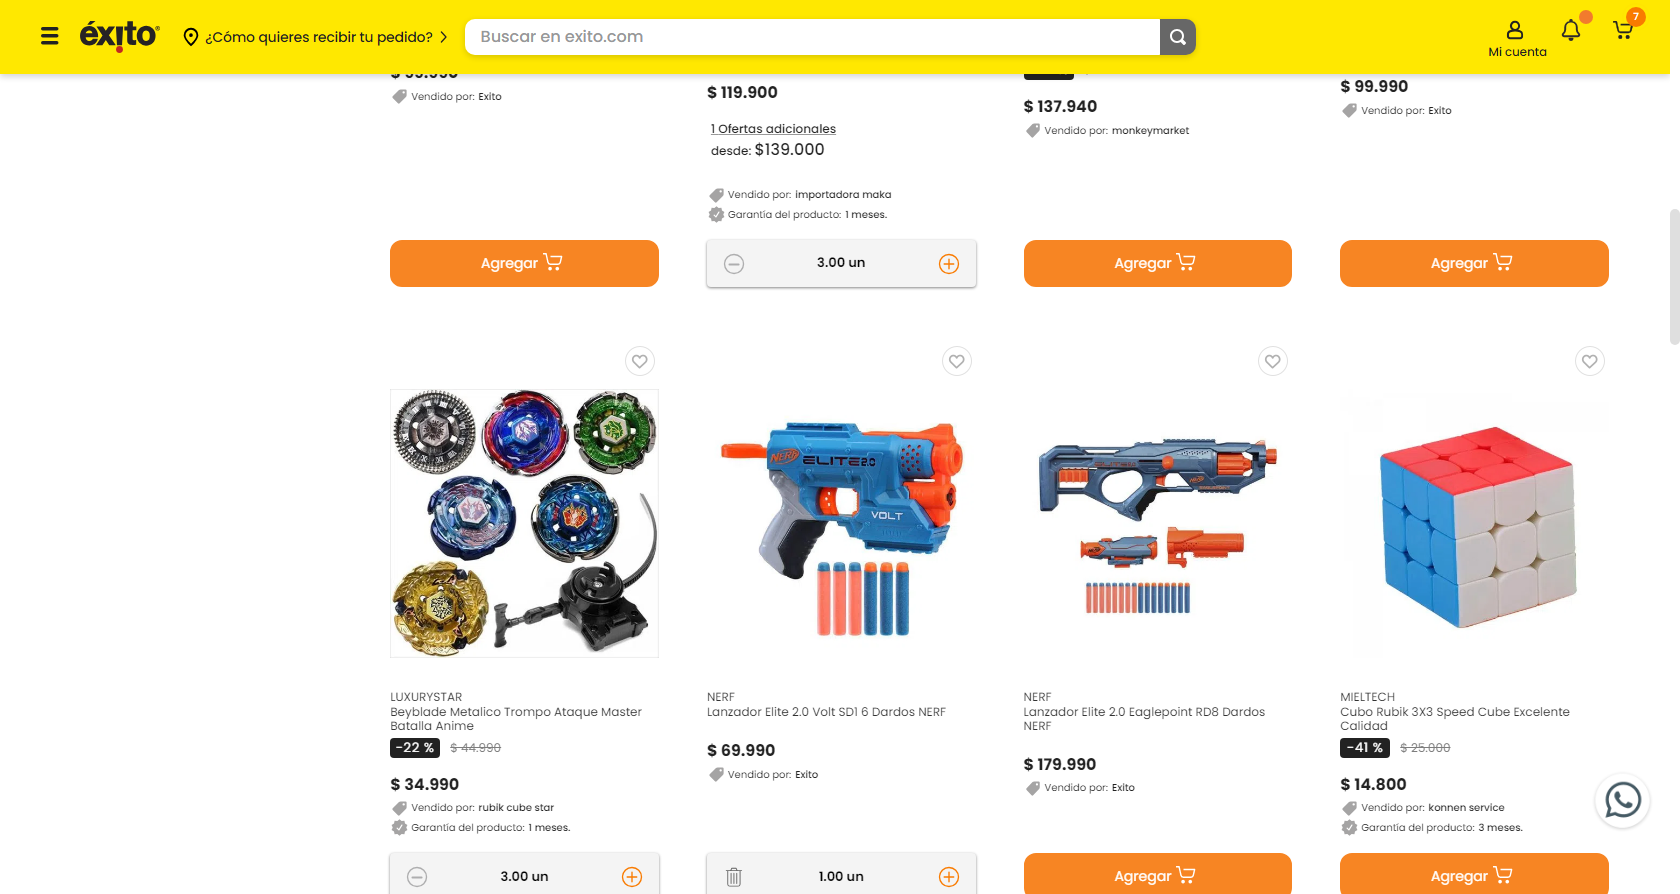 éxito
¿Cómo quieres recibir tu pedido?
Buscar en exito.com
Mi cuenta
7
Vendido por: Exito
$ 119.900
1 Ofertas adicionales
desde: $139.000
Vendido por: importadora maka
Garantía del producto: 1 meses.
$ 137.940
Vendido por: monkeymarket
$ 99.990
Vendido por: Exito
Agregar
3.00 un
Agregar
Agregar
NERF ELITE 2.0
VOLT
LUXURYSTAR
Beyblade Metalico Trompo Ataque Master
Batalla Anime
-22 % $ 44.990
$ 34.990
Vendido por: rubik cube star
Garantía del producto: 1 meses.
3.00 un
NERF
Lanzador Elite 2.0 Volt SD1 6 Dardos NERF
$ 69.990
Vendido por: Exito
1.00 un
NERF
Lanzador Elite 2.0 Eaglepoint RD8 Dardos
NERF
$ 179.990
Vendido por: Exito
Agregar
MIELTECH
Cubo Rubik 3X3 Speed Cube Excelente
Calidad
-41 % $ 25.000
$ 14.800
Vendido por: konnen service
Garantía del producto: 3 meses.
Agregar